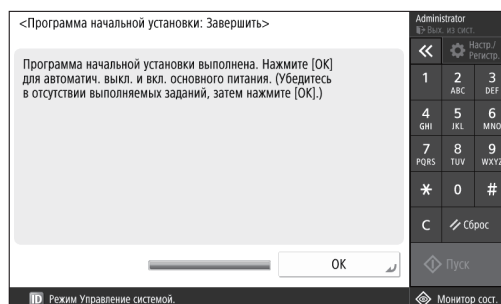 <Программа начальной установки: Завершить>
Программа начальной установки выполнена. Нажмите [OK]
для автоматич. выкл. и вкл. основного питания. (Убедитесь
в отсутствии выполняемых заданий, затем нажмите [OK].)
OK
ID Режим Управление системой.
Administrator
Вых. из сист.
Настр./
Регистр.
1 2 3
ABC DEF
4 5 6
GHI JKL MNO
7 8 9
PQRS TUV WXYZ
* 0 #
C Сброс
Пуск
Монитор сост.